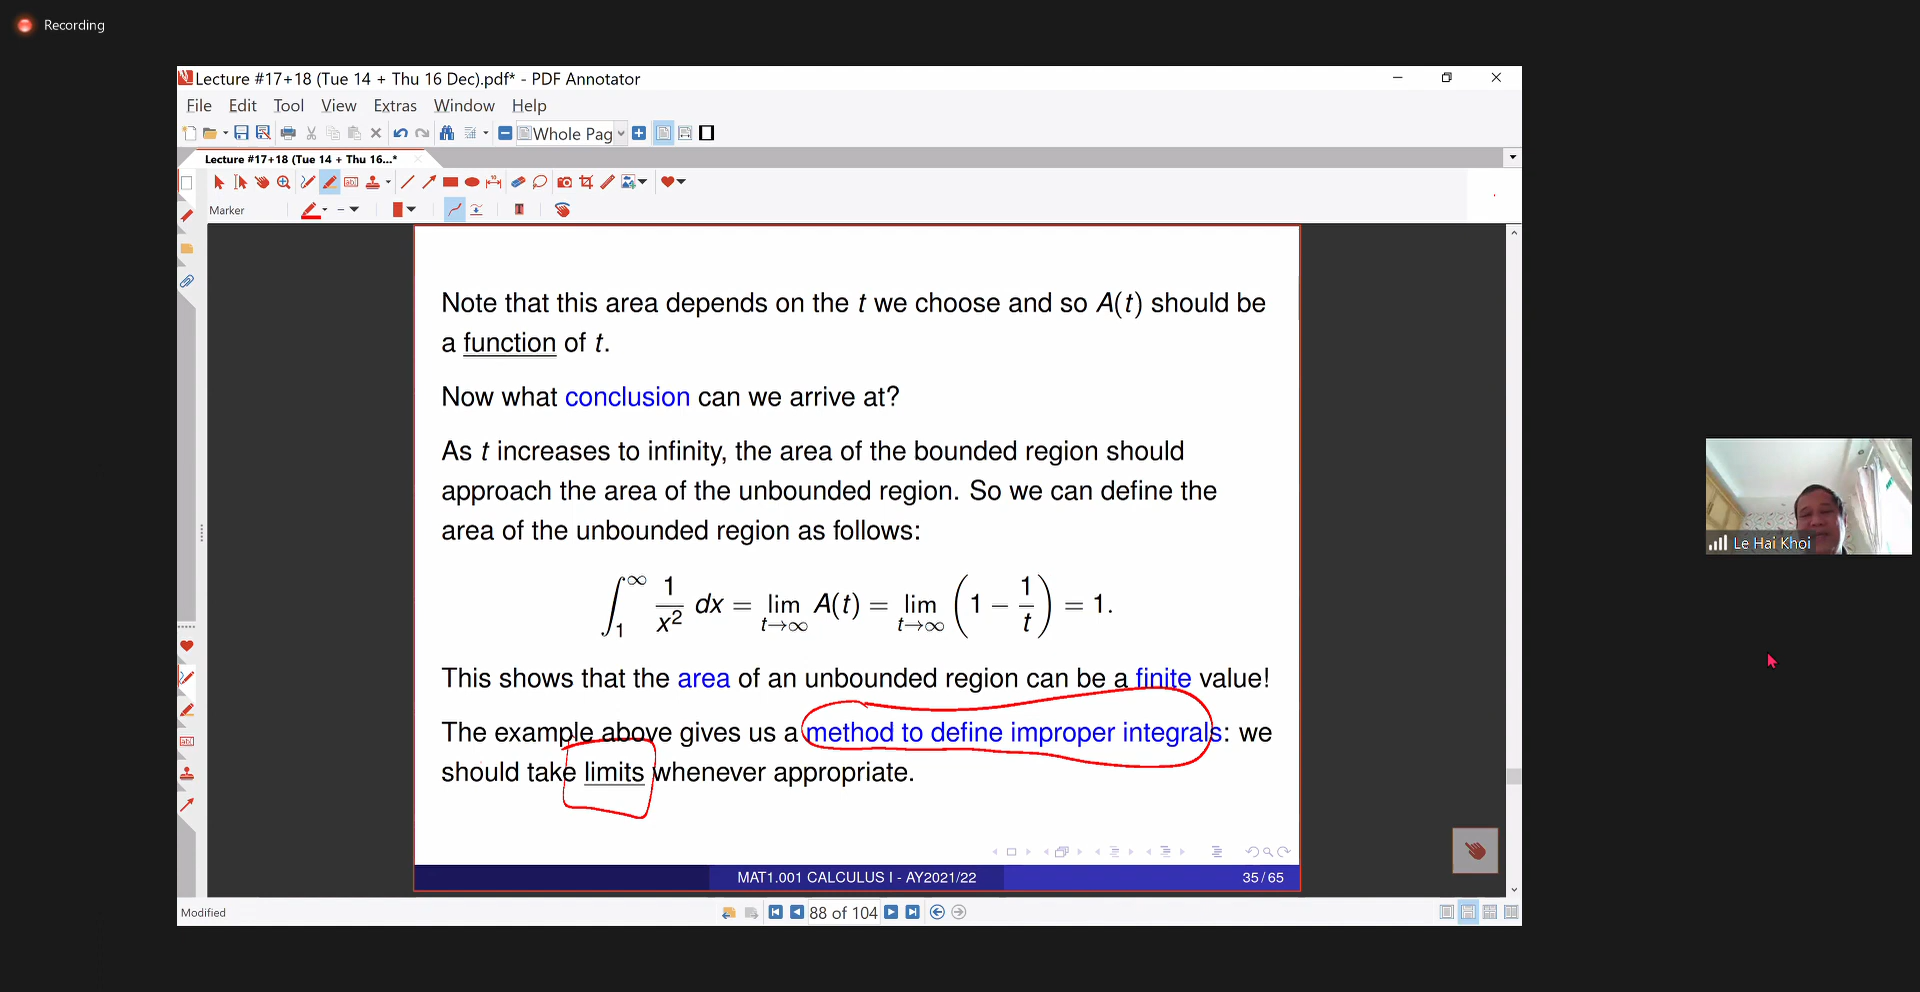 Recording
Lecture #17+18 (Tue 14 + Thu 16 Dec).pdf* - PDF Annotator
File Edit Tool View Extras Window Help
Whole Pag
Lecture #17+18 (Tue 14 + Thu 16...*
Marker
Note that this area depends on the t we choose and so A(t) should be
a function of t.
Now what conclusion can we arrive at?
As t increases to infinity, the area of the bounded region should
approach the area of the unbounded region. So we can define the
area of the unbounded region as follows:
∫₁^∞ 1/x² dx = lim_{t→∞} A(t) = lim_{t→∞} (1 − 1/t) = 1.
This shows that the area of an unbounded region can be a finite value!
The example above gives us a method to define improper integrals: we
should take limits whenever appropriate.
MAT1.001 CALCULUS I - AY2021/22 35/65
Le Hai Khoi
Modified
88 of 104